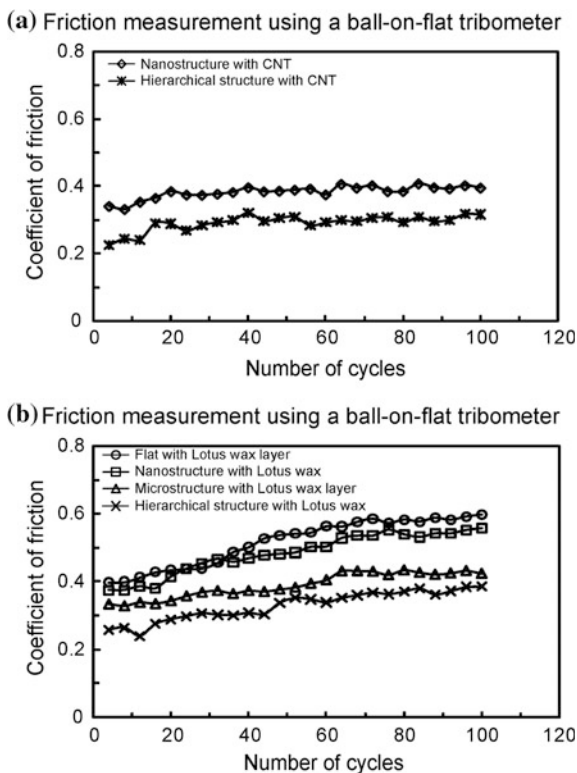 (a) Friction measurement using a ball-on-flat tribometer
0.8
Nanostructure with CNT
Hierarchical structure with CNT
0.6
Coefficient of friction
0.4
0.2
0
0 20 40 60 80 100 120
Number of cycles
(b) Friction measurement using a ball-on-flat tribometer
0.8
Flat with Lotus wax layer
Nanostructure with Lotus wax
Microstructure with Lotus wax layer
Hierarchical structure with Lotus wax
0.6
Coefficient of friction
0.4
0.2
0
0 20 40 60 80 100 120
Number of cycles